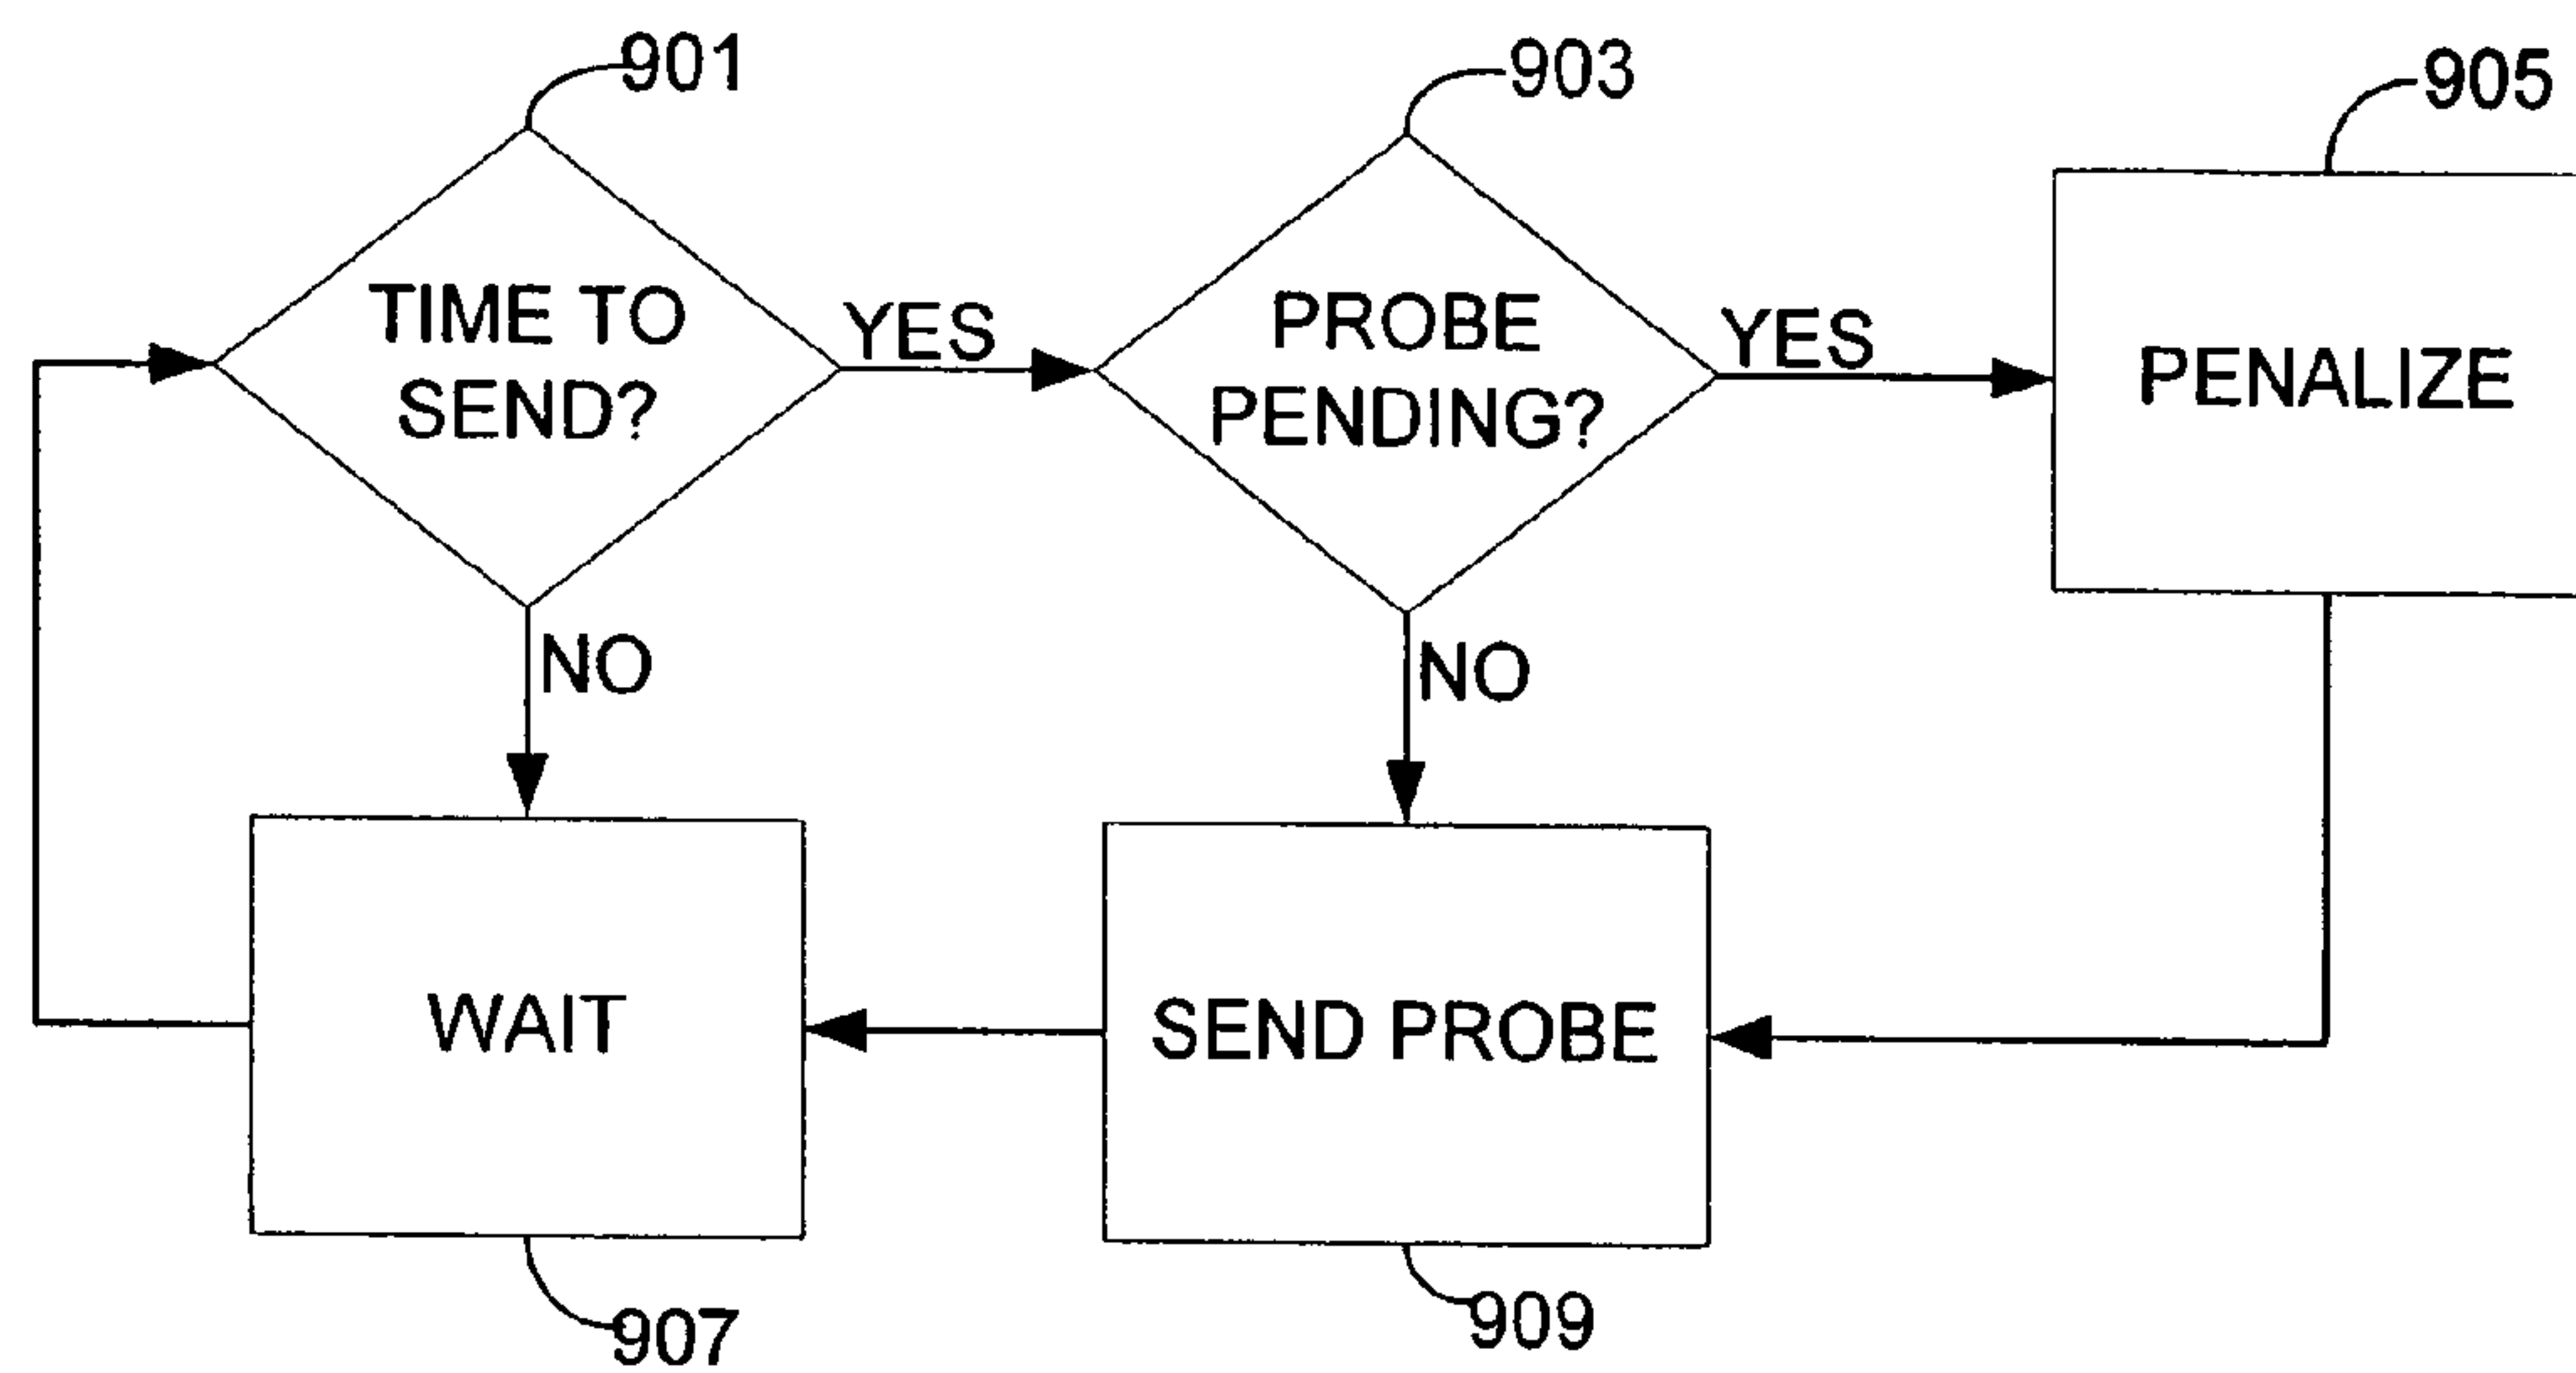 901
903
905
TIME TO
SEND?
YES
PROBE
PENDING?
YES
PENALIZE
NO
NO
WAIT
SEND PROBE
907
909